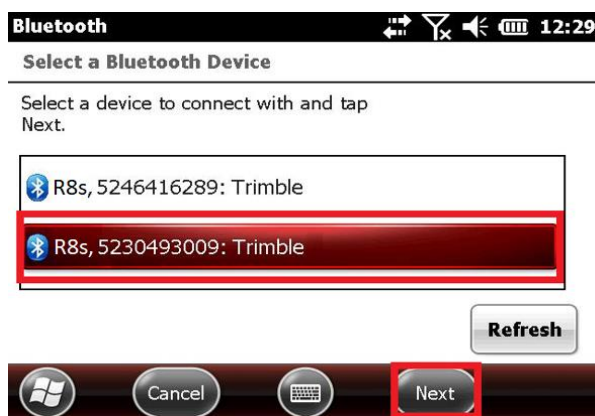 Bluetooth 12:29
Select a Bluetooth Device
Select a device to connect with and tap
Next.
R8s, 5246416289: Trimble
R8s, 5230493009: Trimble
Refresh
Cancel Next